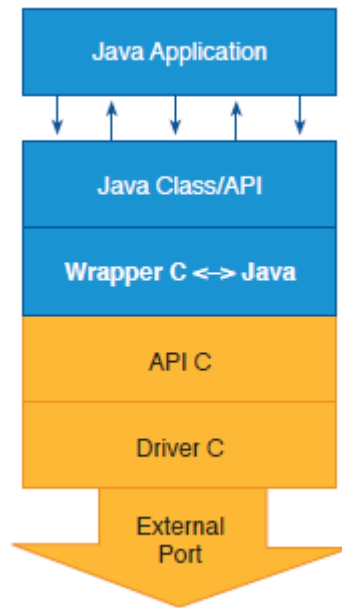 Java Application
Java Class/API
Wrapper C <–> Java
API C
Driver C
External
Port